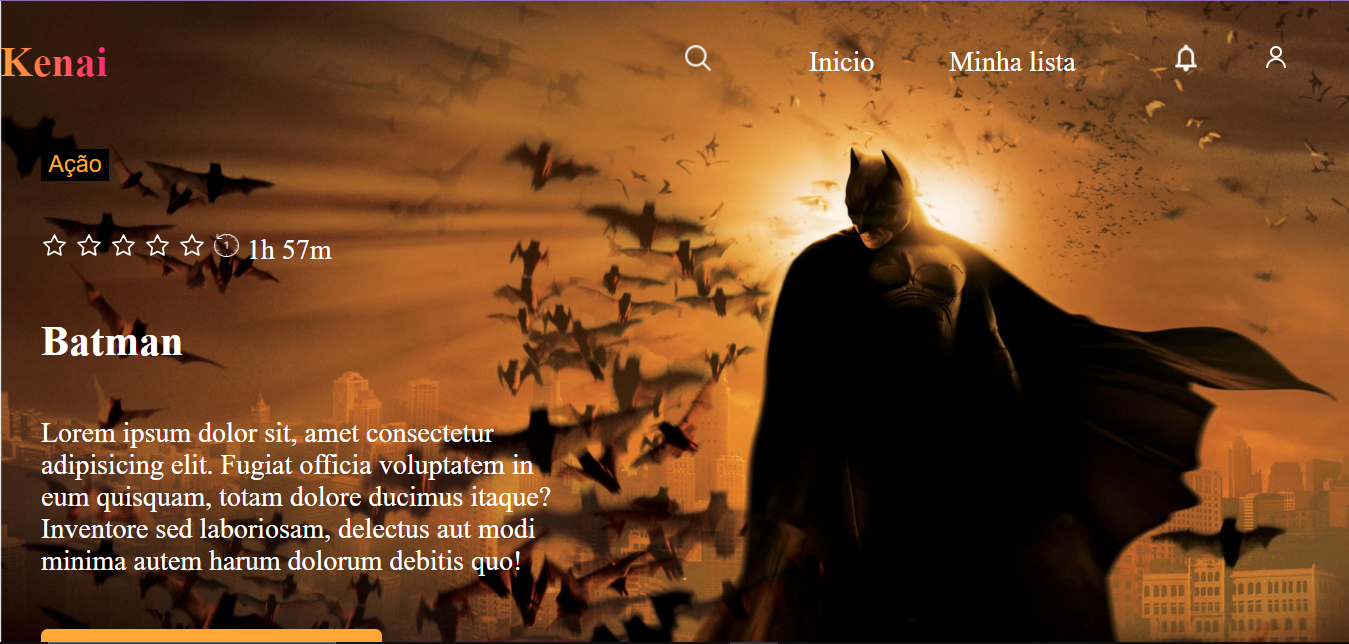 Kenai
Inicio
Minha lista
Ação
1h 57m
Batman
Lorem ipsum dolor sit, amet consectetur
adipisicing elit. Fugiat officia voluptatem in
eum quisquam, totam dolore ducimus itaque?
Inventore sed laboriosam, delectus aut modi
minima autem harum dolorum debitis quo!